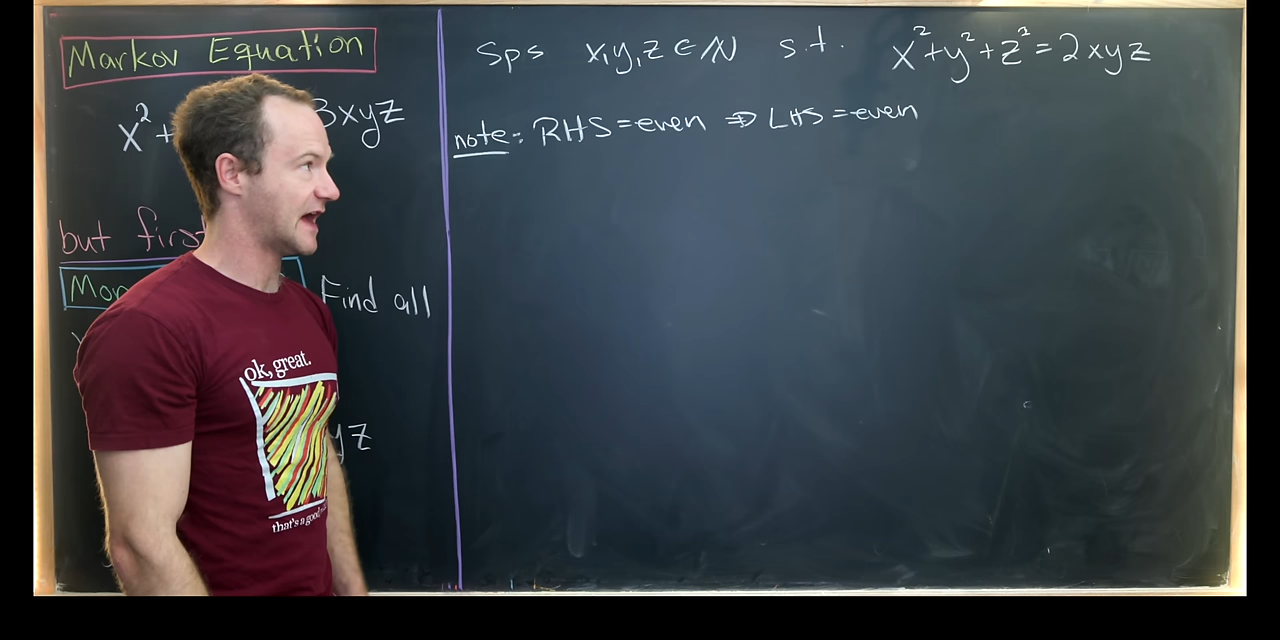 Markov Equation
x² + 3xyz
but first
Mor Find all
yz
Sps x,y,z ∈ ℕ s.t. x²+y²+z²=2xyz
note: RHS=even ⇒ LHS=even
ok, great.
that's a good